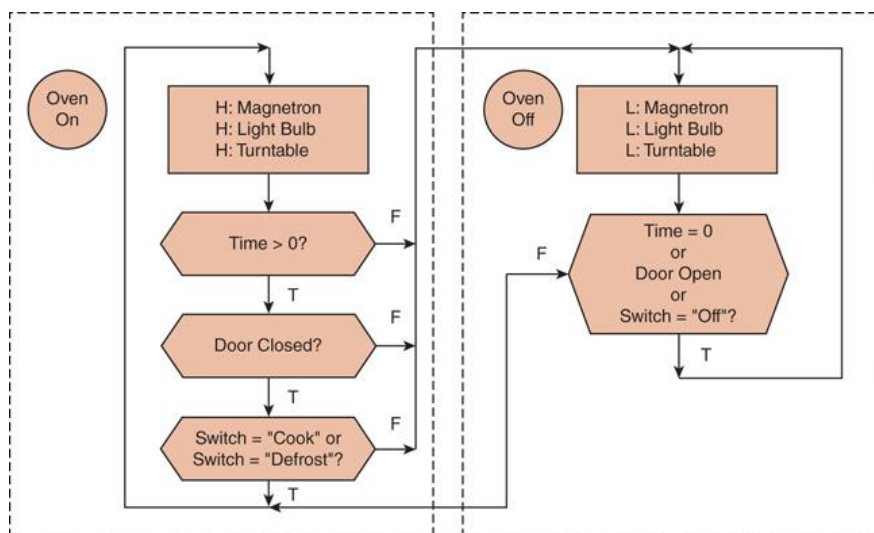 Oven
On
H: Magnetron
H: Light Bulb
H: Turntable
F
Time > 0?
T
F
Door Closed?
T
F
Switch = "Cook" or
Switch = "Defrost"?
T
Oven
Off
L: Magnetron
L: Light Bulb
L: Turntable
F
Time = 0
or
Door Open
or
Switch = "Off"?
T